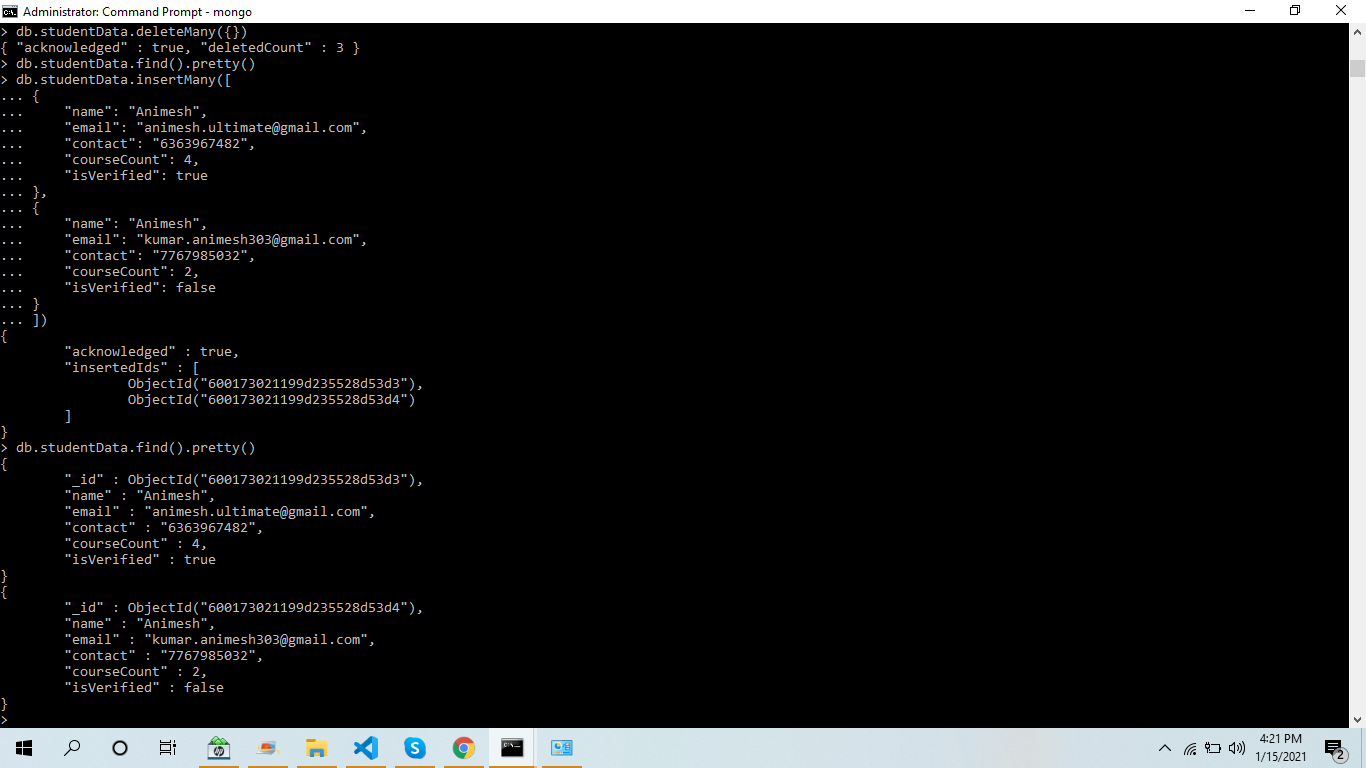 Administrator: Command Prompt - mongo
> db.studentData.deleteMany({})
{ "acknowledged" : true, "deletedCount" : 3 }
> db.studentData.find().pretty()
> db.studentData.insertMany([
... {
...     "name": "Animesh",
...     "email": "animesh.ultimate@gmail.com",
...     "contact": "6363967482",
...     "courseCount": 4,
...     "isVerified": true
... },
... {
...     "name": "Animesh",
...     "email": "kumar.animesh303@gmail.com",
...     "contact": "7767985032",
...     "courseCount": 2,
...     "isVerified": false
... }
... ])
{
        "acknowledged" : true,
        "insertedIds" : [
                ObjectId("600173021199d235528d53d3"),
                ObjectId("600173021199d235528d53d4")
        ]
}
> db.studentData.find().pretty()
{
        "_id" : ObjectId("600173021199d235528d53d3"),
        "name" : "Animesh",
        "email" : "animesh.ultimate@gmail.com",
        "contact" : "6363967482",
        "courseCount" : 4,
        "isVerified" : true
}
{
        "_id" : ObjectId("600173021199d235528d53d4"),
        "name" : "Animesh",
        "email" : "kumar.animesh303@gmail.com",
        "contact" : "7767985032",
        "courseCount" : 2,
        "isVerified" : false
}
>
4:21 PM
1/15/2021
2